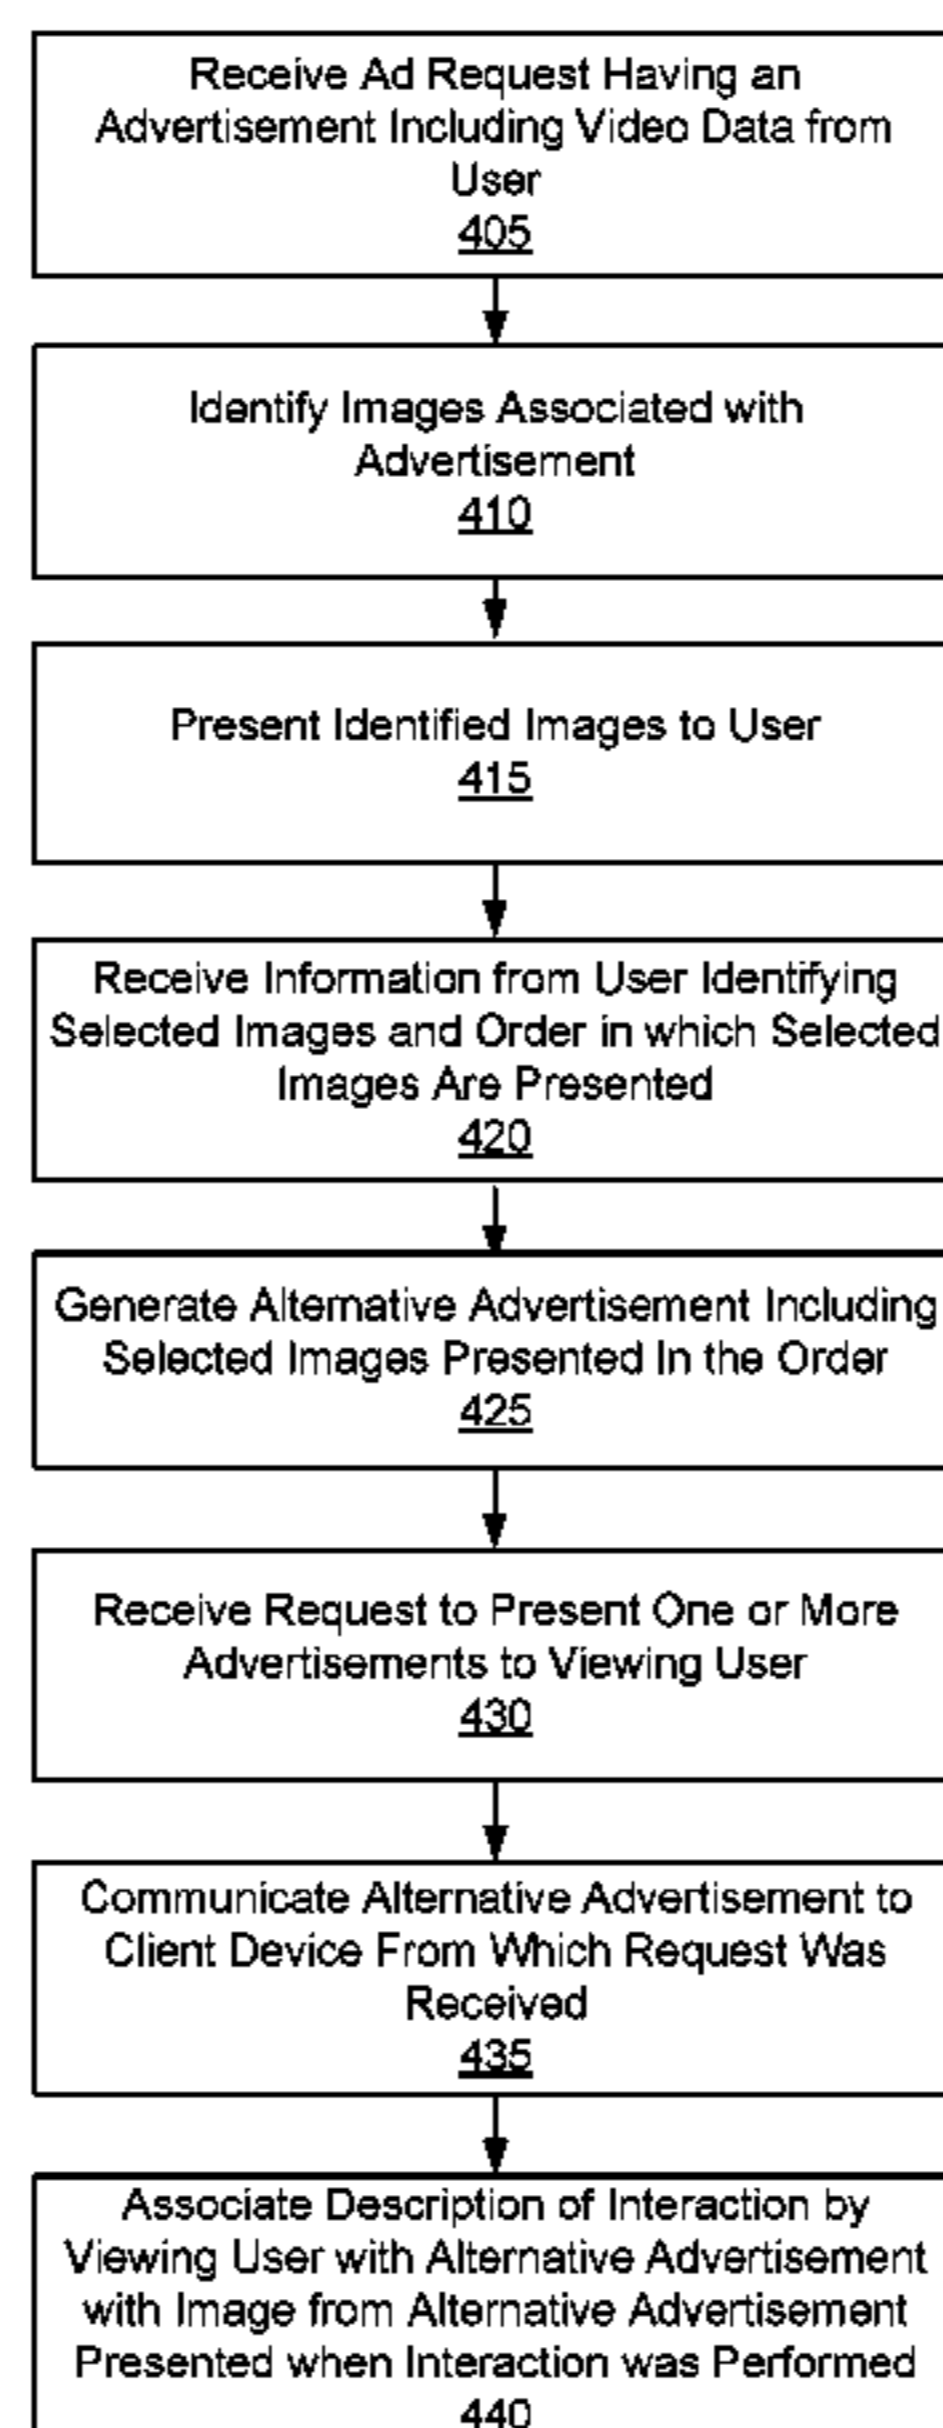 Receive Ad Request Having an
Advertisement Including Video Data from
User
405
Identify Images Associated with
Advertisement
410
Present Identified Images to User
415
Receive Information from User Identifying
Selected Images and Order in which Selected
Images Are Presented
420
Generate Alternative Advertisement Including
Selected Images Presented In the Order
425
Receive Request to Present One or More
Advertisements to Viewing User
430
Communicate Alternative Advertisement to
Client Device From Which Request Was
Received
435
Associate Description of Interaction by
Viewing User with Alternative Advertisement
with Image from Alternative Advertisement
Presented when Interaction was Performed
440